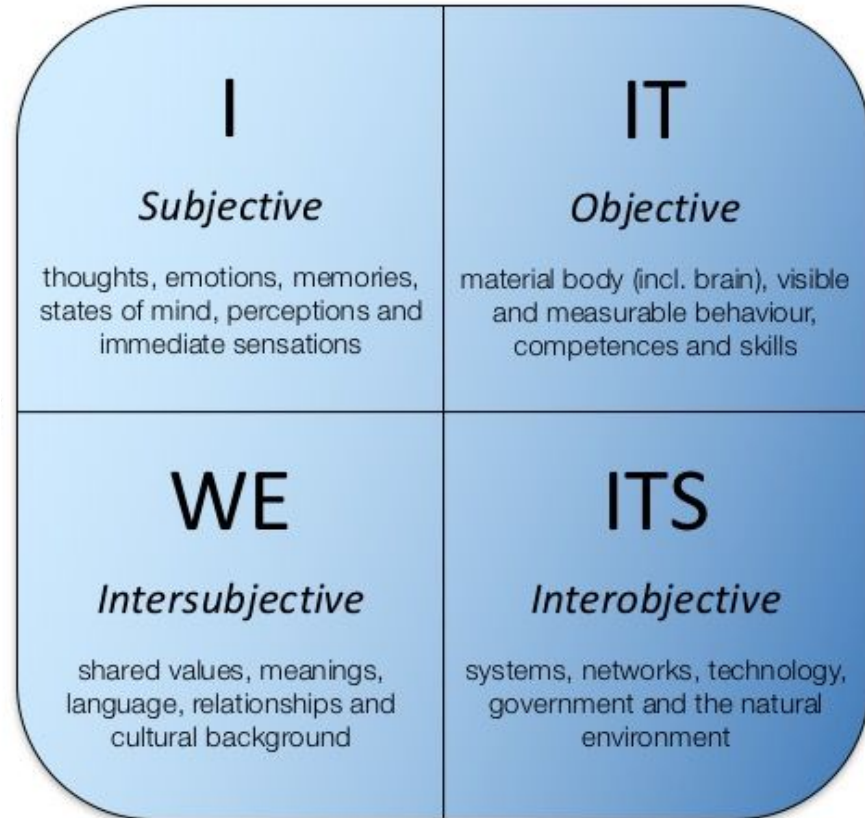 I
Subjective
thoughts, emotions, memories,
states of mind, perceptions and
immediate sensations
IT
Objective
material body (incl. brain), visible
and measurable behaviour,
competences and skills
WE
Intersubjective
shared values, meanings,
language, relationships and
cultural background
ITS
Interobjective
systems, networks, technology,
government and the natural
environment